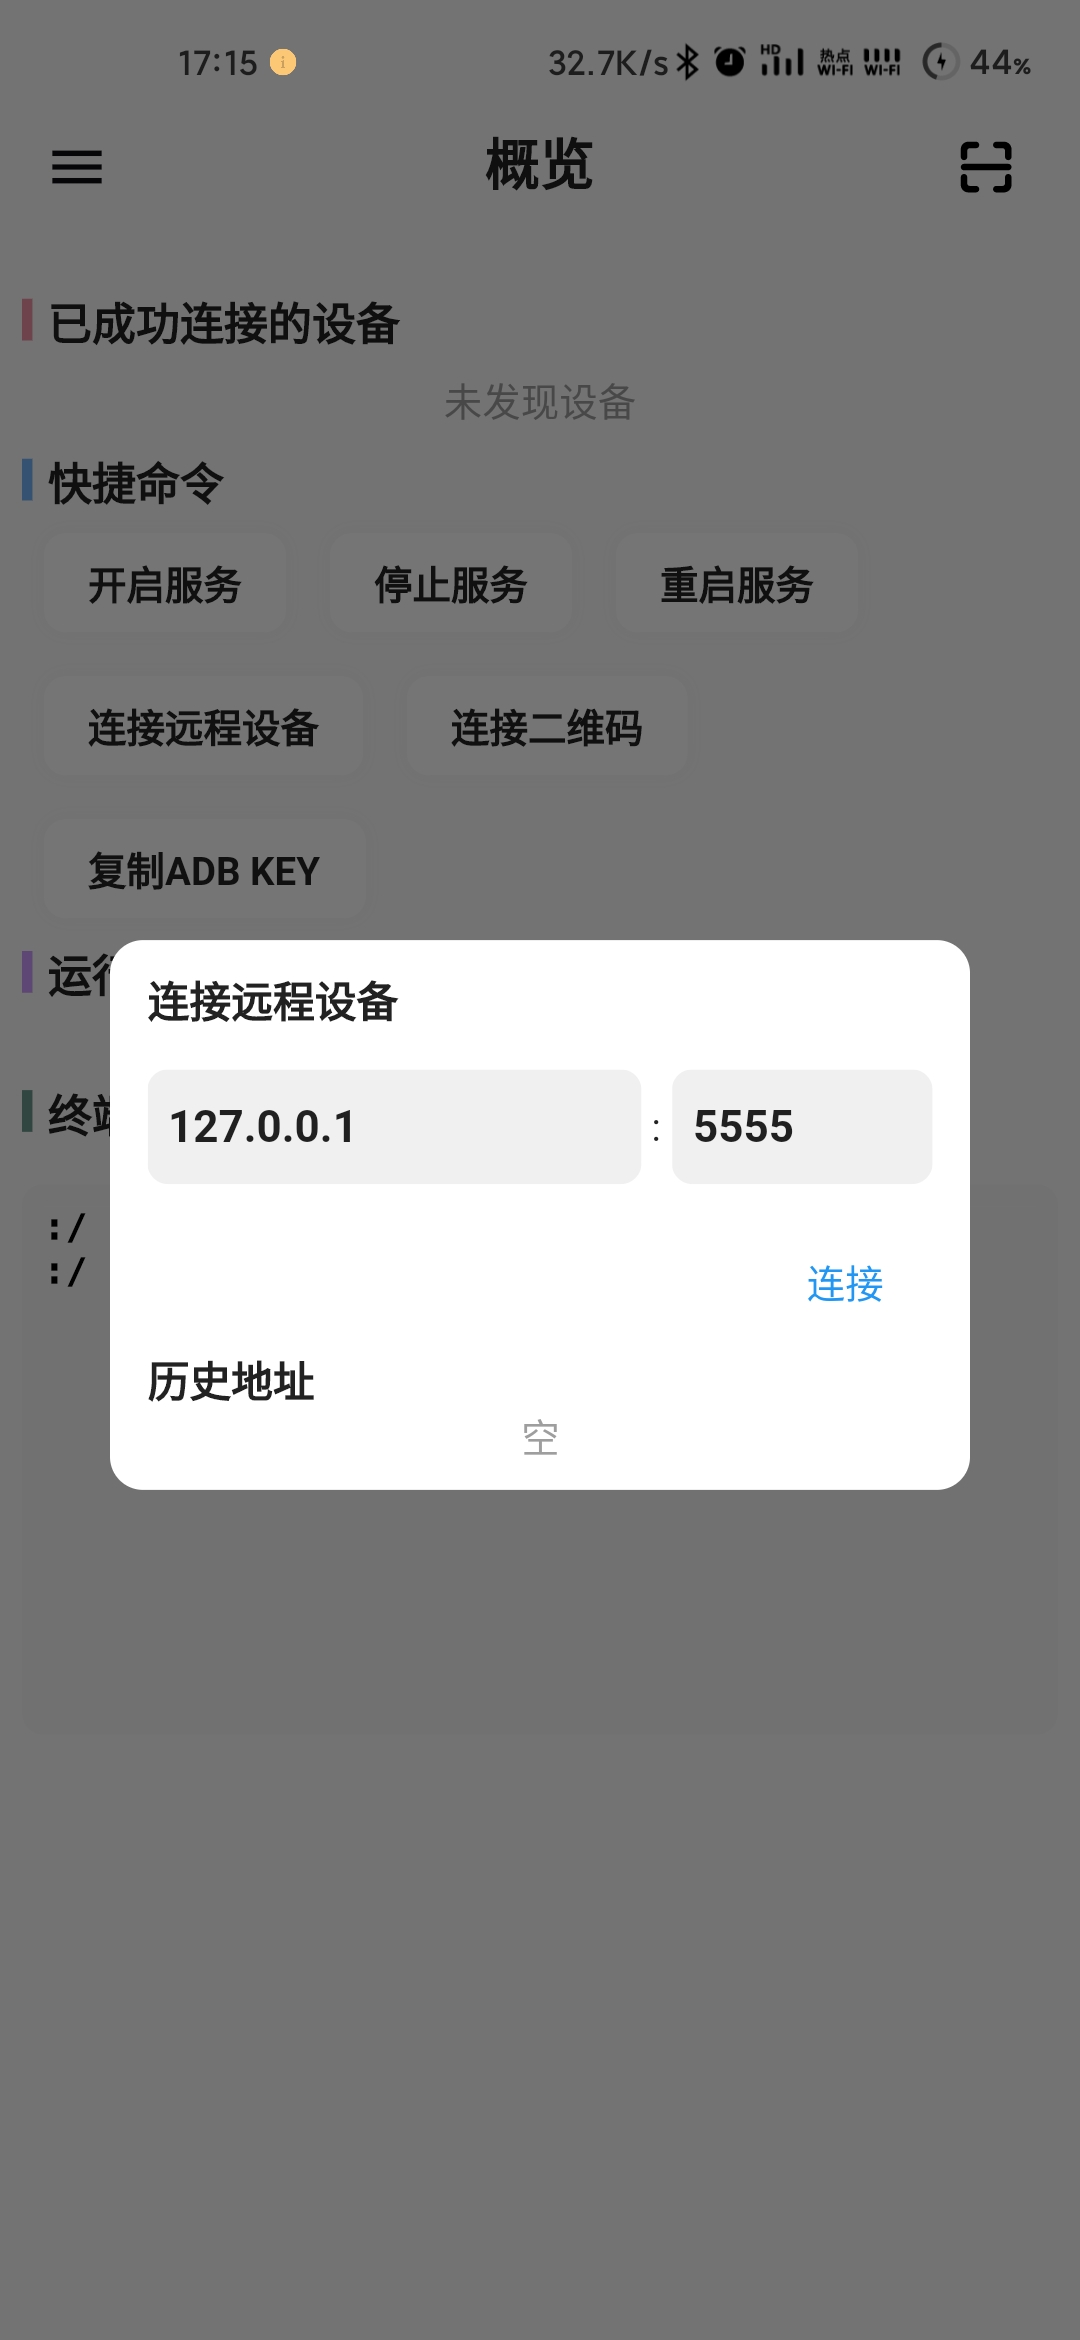 17:15 32.7K/s HD 热点 WI-FI WI-FI 44%
概览
已成功连接的设备
未发现设备
快捷命令
开启服务 停止服务 重启服务
连接远程设备 连接二维码
复制ADB KEY
运
连接远程设备
终
127.0.0.1 : 5555
:/
:/
连接
历史地址
空